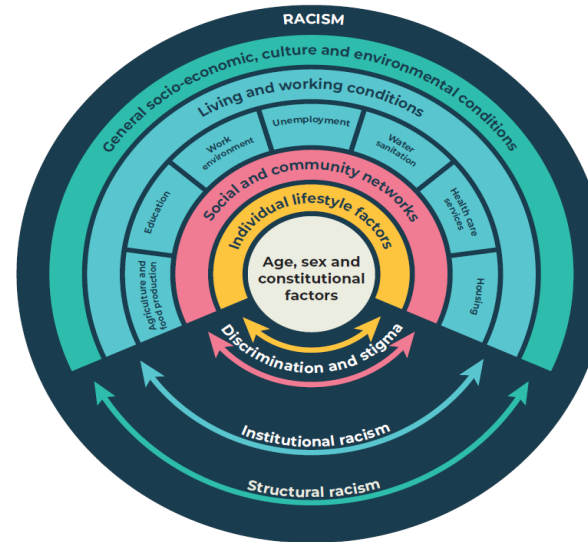 RACISM
General socio-economic, culture and environmental conditions
Living and working conditions
Agriculture and
food production
Education
Work
environment
Unemployment
Water
sanitation
Health care
services
Housing
Social and community networks
Individual lifestyle factors
Age, sex and
constitutional
factors
Discrimination and stigma
Institutional racism
Structural racism